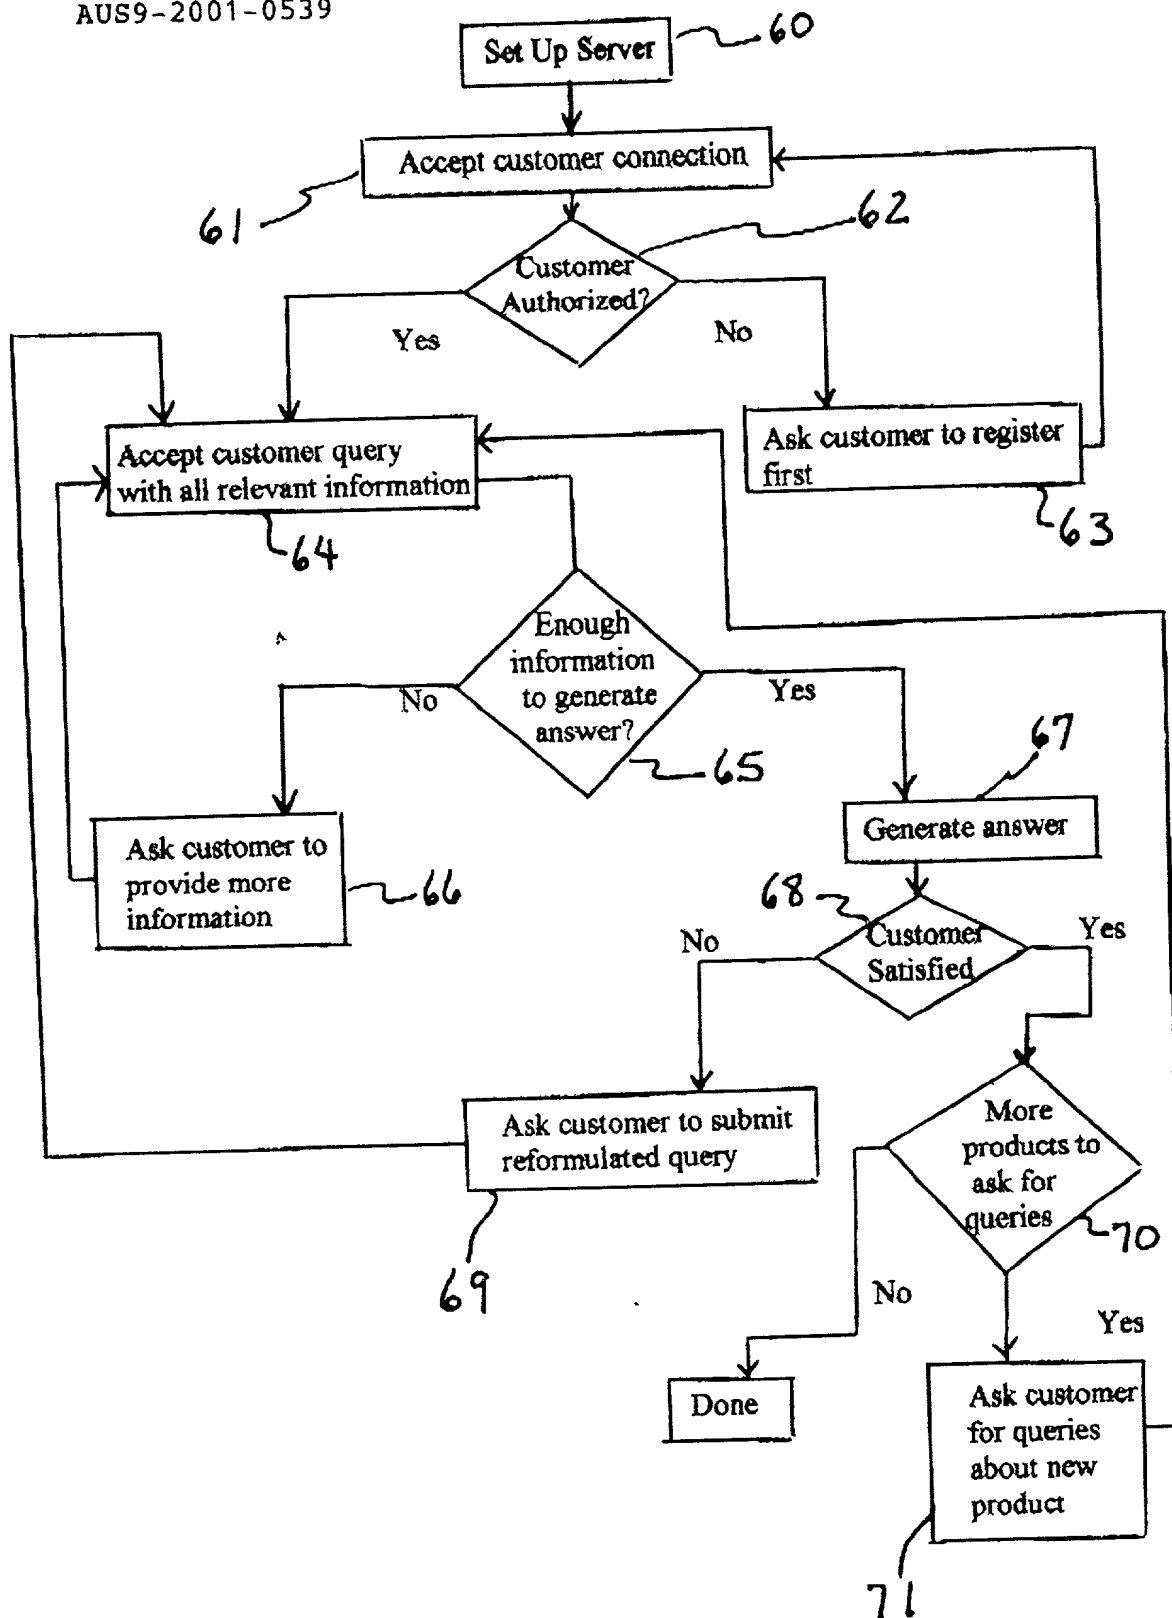 AUS9-2001-0539
Set Up Server
60
Accept customer connection
61
62
Customer
Authorized?
Yes
No
Accept customer query
with all relevant information
64
Ask customer to register
first
63
Enough
information
to generate
answer?
No
Yes
65
67
Generate answer
Ask customer to
provide more
information
66
68
Customer
Satisfied
No
Yes
Ask customer to submit
reformulated query
69
More
products to
ask for
queries
70
No
Yes
Done
Ask customer
for queries
about new
product
71